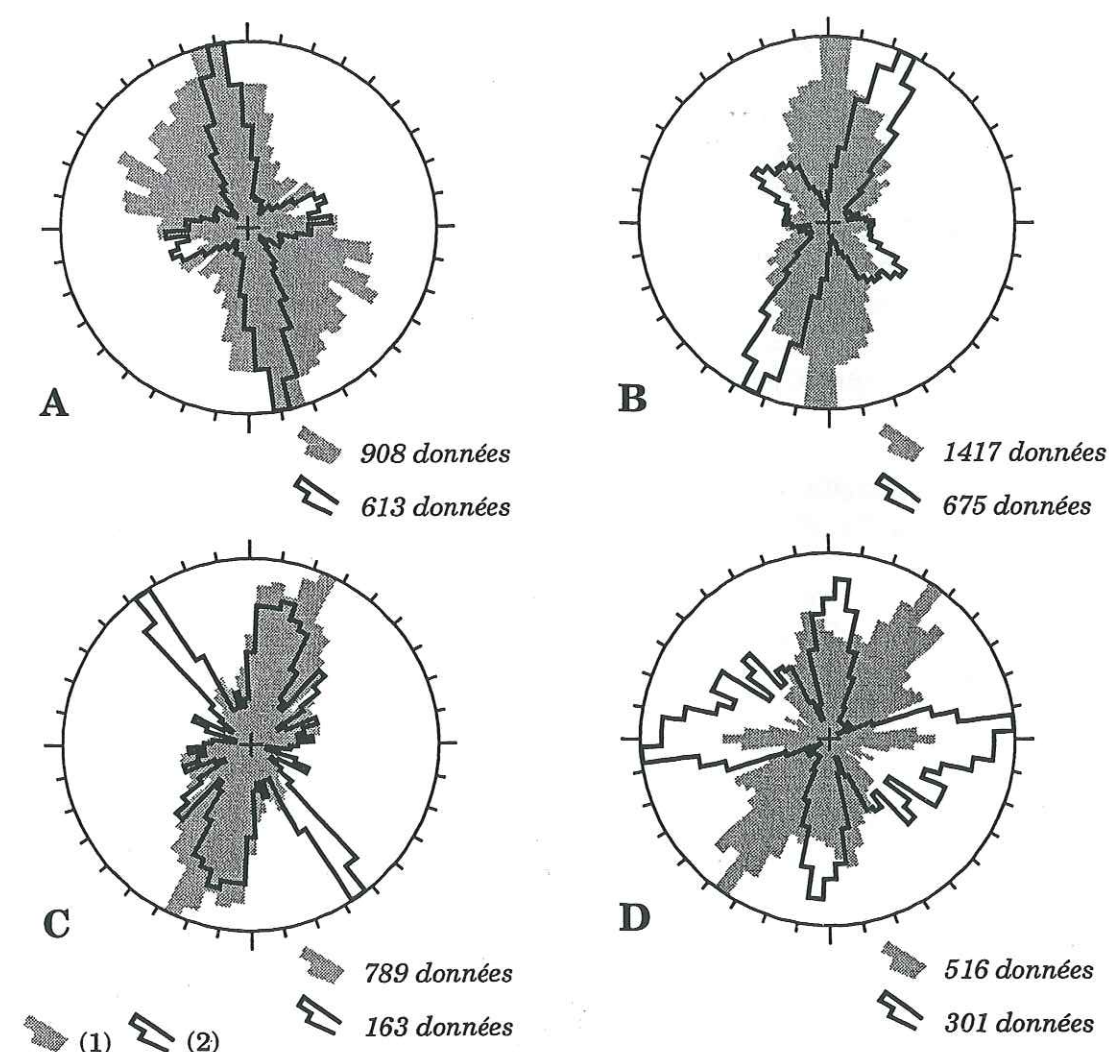 A
908 données
613 données
B
1417 données
675 données
C
789 données
163 données
D
516 données
301 données
(1) (2)